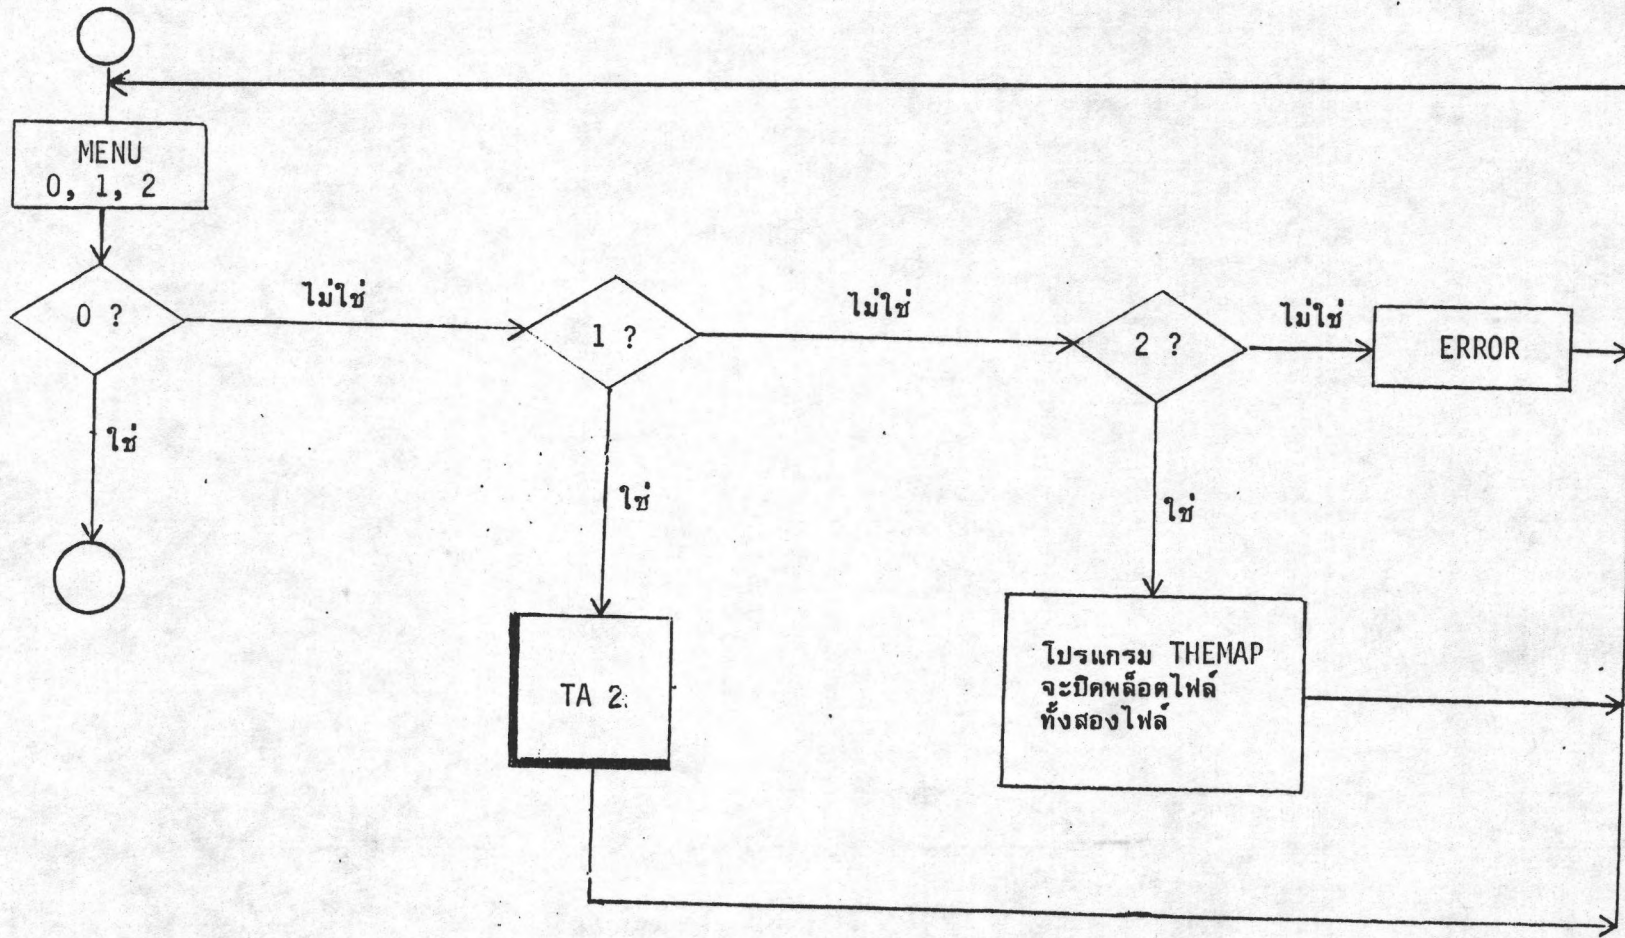 MENU
0, 1, 2
0 ?
ไม่ใช่
1 ?
ไม่ใช่
2 ?
ไม่ใช่
ERROR
ใช่
ใช่
ใช่
TA 2
โปรแกรม THEMAP
จะปิดพล็อตไฟล์
ทั้งสองไฟล์